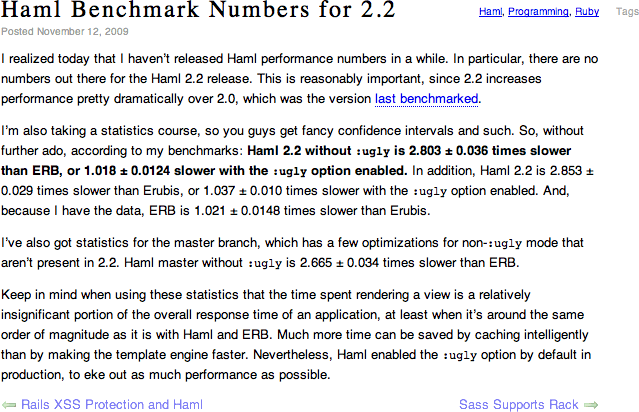 Haml Benchmark Numbers for 2.2
Haml, Programming, Ruby Tags
Posted November 12, 2009
I realized today that I haven't released Haml performance numbers in a while. In particular, there are no
numbers out there for the Haml 2.2 release. This is reasonably important, since 2.2 increases
performance pretty dramatically over 2.0, which was the version last benchmarked.
I'm also taking a statistics course, so you guys get fancy confidence intervals and such. So, without
further ado, according to my benchmarks: Haml 2.2 without :ugly is 2.803 ± 0.036 times slower
than ERB, or 1.018 ± 0.0124 slower with the :ugly option enabled. In addition, Haml 2.2 is 2.853 ±
0.029 times slower than Erubis, or 1.037 ± 0.010 times slower with the :ugly option enabled. And,
because I have the data, ERB is 1.021 ± 0.0148 times slower than Erubis.
I've also got statistics for the master branch, which has a few optimizations for non-:ugly mode that
aren't present in 2.2. Haml master without :ugly is 2.665 ± 0.034 times slower than ERB.
Keep in mind when using these statistics that the time spent rendering a view is a relatively
insignificant portion of the overall response time of an application, at least when it's around the same
order of magnitude as it is with Haml and ERB. Much more time can be saved by caching intelligently
than by making the template engine faster. Nevertheless, Haml enabled the :ugly option by default in
production, to eke out as much performance as possible.
⇐ Rails XSS Protection and Haml
Sass Supports Rack ⇒